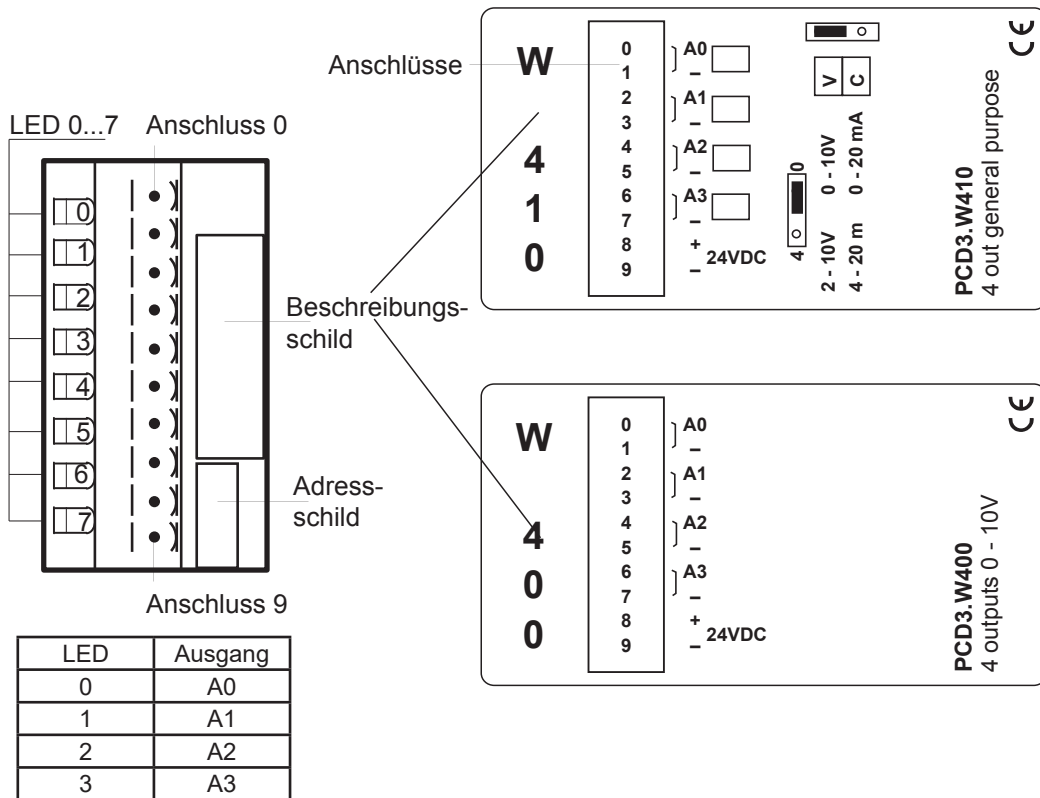 LED 0...7
Anschluss 0
0
1
2
3
4
5
6
7
Anschluss 9
Anschlüsse
Beschreibungs-
schild
Adress-
schild
W
4
1
0
0
1
2
3
4
5
6
7
8
9
A0
–
A1
–
A2
–
A3
–
+
–
24VDC
V
C
4
0
2 - 10V
0 - 10V
4 - 20 m
0 - 20 mA
PCD3.W410
4 out general purpose
CE
W
4
0
0
0
1
2
3
4
5
6
7
8
9
A0
–
A1
–
A2
–
A3
–
+
–
24VDC
PCD3.W400
4 outputs 0 - 10V
CE
LED Ausgang
0 A0
1 A1
2 A2
3 A3